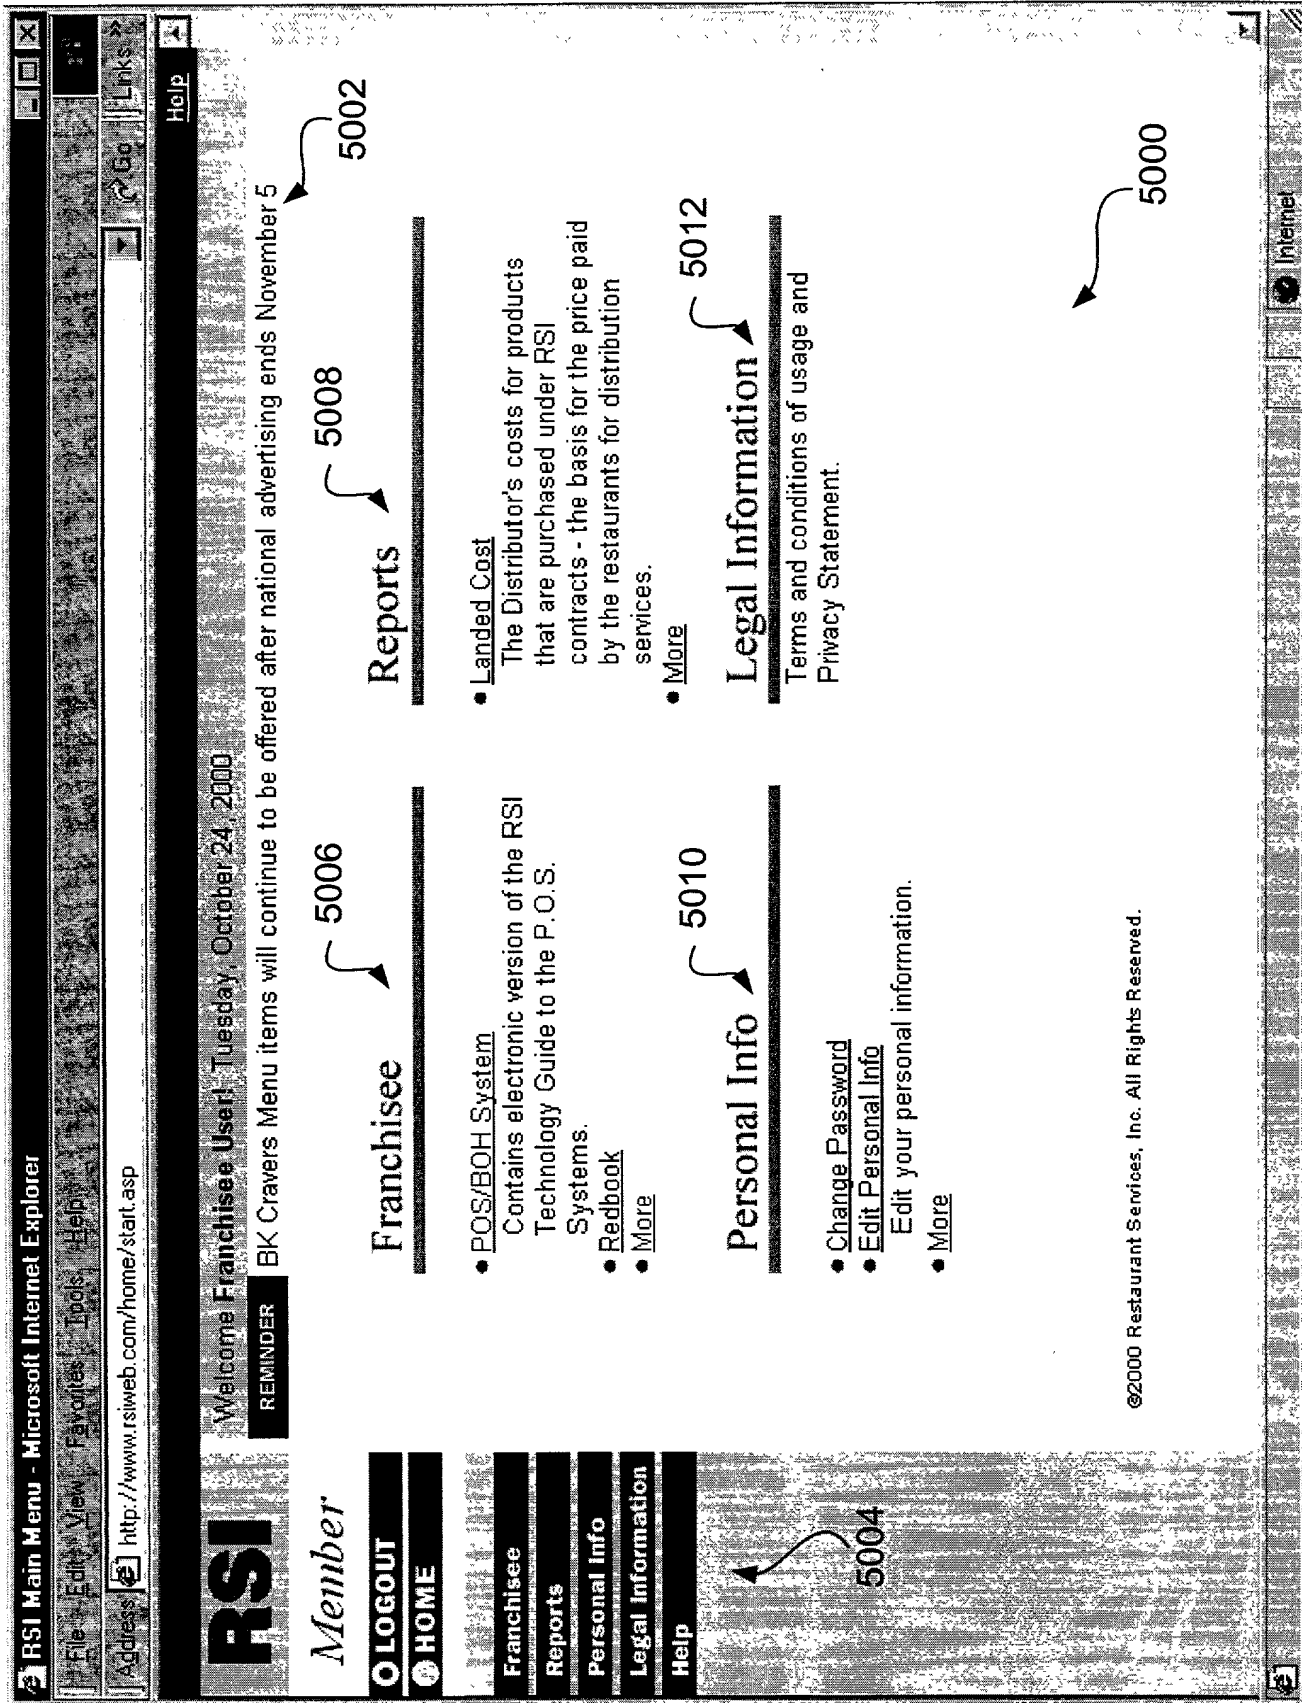 RSI Main Menu - Microsoft Internet Explorer
File Edit View Favorites Tools Help
Address http://www.rsiweb.com/home/start.asp Go Links »
Help
RSI
Welcome Franchisee User! Tuesday, October 24, 2000
REMINDER BK Cravers Menu items will continue to be offered after national advertising ends November 5
5002
Member
LOGOUT
HOME
Franchisee
Reports
Personal Info
Legal Information
Help
5004
Franchisee
5006
• POS/BOH System
Contains electronic version of the RSI
Technology Guide to the P.O.S.
Systems.
• Redbook
• More
Reports
5008
• Landed Cost
The Distributor's costs for products
that are purchased under RSI
contracts - the basis for the price paid
by the restaurants for distribution
services.
• More
Personal Info
5010
• Change Password
• Edit Personal Info
Edit your personal information.
• More
Legal Information
5012
Terms and conditions of usage and
Privacy Statement.
5000
©2000 Restaurant Services, Inc. All Rights Reserved.
Internet